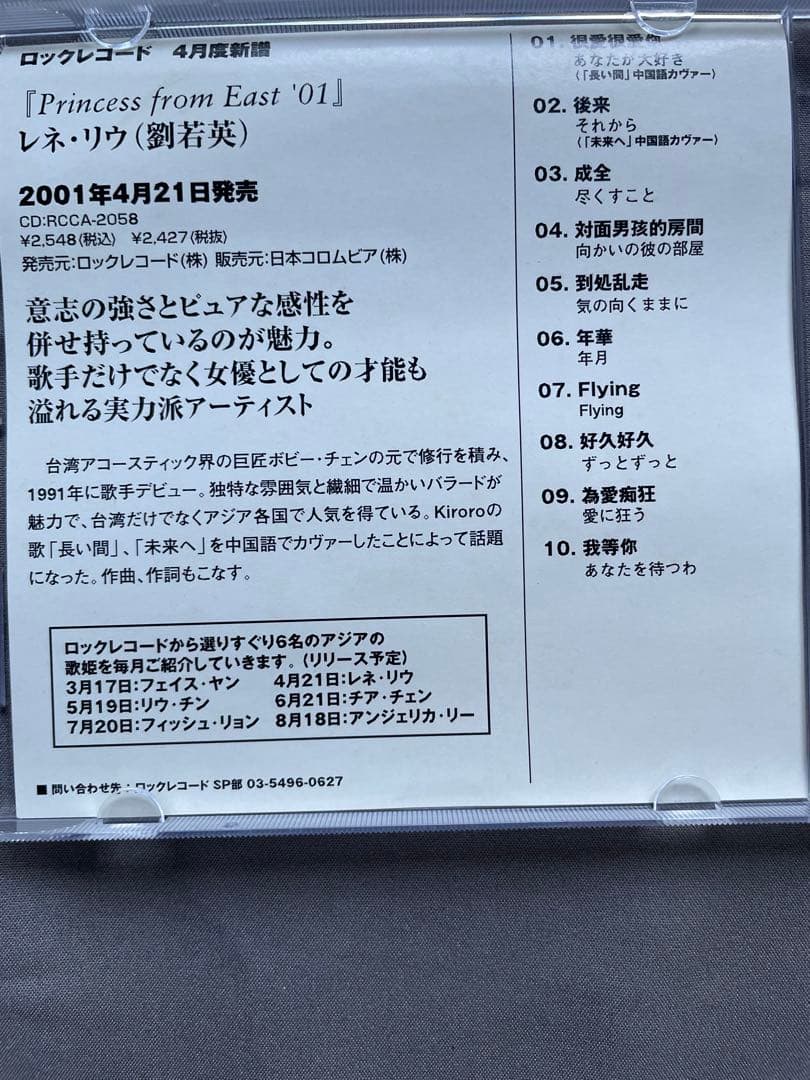 ロックレコード 4月度新譜
『Princess from East '01』
レネ・リウ(劉若英)
2001年4月21日発売
CD:RCCA-2058
¥2,548(税込) ¥2,427(税抜)
発売元:ロックレコード(株) 販売元:日本コロムビア(株)
意志の強さとピュアな感性を
併せ持っているのが魅力。
歌手だけでなく女優としての才能も
溢れる実力派アーティスト
台湾アコースティック界の巨匠ボビー・チェンの元で修行を積み、
1991年に歌手デビュー。独特な雰囲気と繊細で温かいバラードが
魅力で、台湾だけでなくアジア各国で人気を得ている。Kiroroの
歌「長い間」、「未来へ」を中国語でカヴァーしたことによって話題
になった。作曲、作詞もこなす。
ロックレコードから選りすぐり6名のアジアの
歌姫を毎月ご紹介していきます。(リリース予定)
3月17日:フェイス・ヤン 4月21日:レネ・リウ
5月19日:リウ・チン 6月21日:チア・チェン
7月20日:フィッシュ・リョン 8月18日:アンジェリカ・リー
■問い合わせ先:ロックレコード SP部 03-5496-0627
01. 很愛很愛你
あなたが大好き
(「長い間」中国語カヴァー)
02. 後来
それから
(「未来へ」中国語カヴァー)
03. 成全
尽くすこと
04. 対面男孩的房間
向かいの彼の部屋
05. 到処乱走
気の向くままに
06. 年華
年月
07. Flying
Flying
08. 好久好久
ずっとずっと
09. 為愛痴狂
愛に狂う
10. 我等你
あなたを待つわ